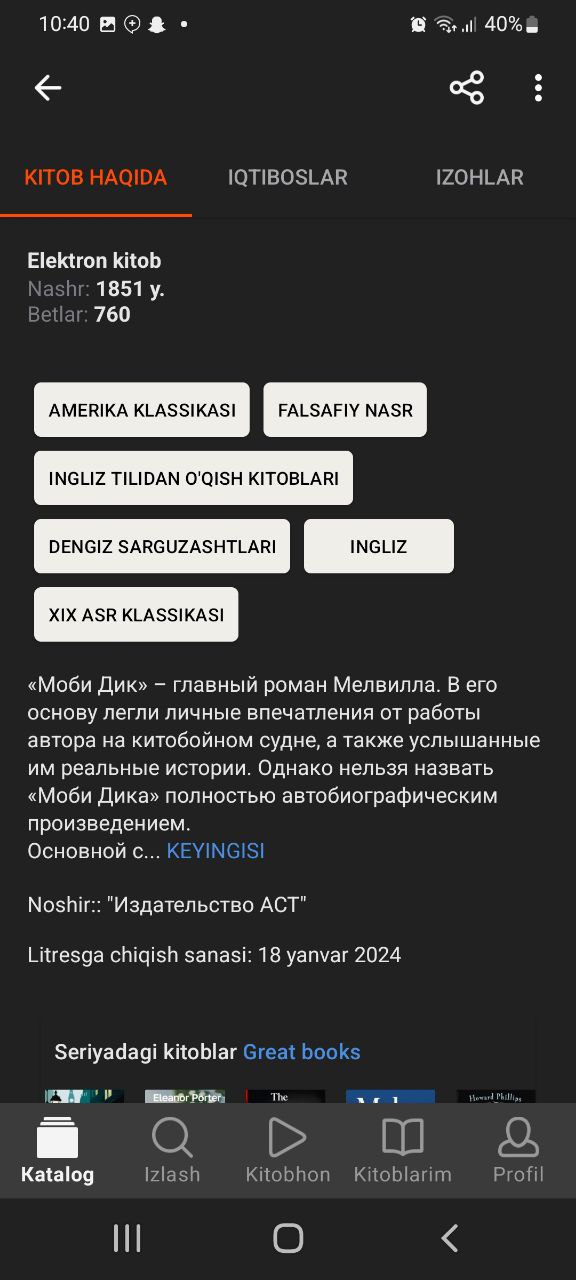 10:40
40%
KITOB HAQIDA
IQTIBOSLAR
IZOHLAR
Elektron kitob
Nashr: 1851 y.
Betlar: 760
AMERIKA KLASSIKASI
FALSAFIY NASR
INGLIZ TILIDAN O'QISH KITOBLARI
DENGIZ SARGUZASHTLARI
INGLIZ
XIX ASR KLASSIKASI
«Моби Дик» – главный роман Мелвилла. В его
основу легли личные впечатления от работы
автора на китобойном судне, а также услышанные
им реальные истории. Однако нельзя назвать
«Моби Дика» полностью автобиографическим
произведением.
Основной с... KEYINGISI
Noshir:: "Издательство АСТ"
Litresga chiqish sanasi: 18 yanvar 2024
Seriyadagi kitoblar Great books
Eleanor Porter
The
Howard Phillips
Katalog
Izlash
Kitobhon
Kitoblarim
Profil